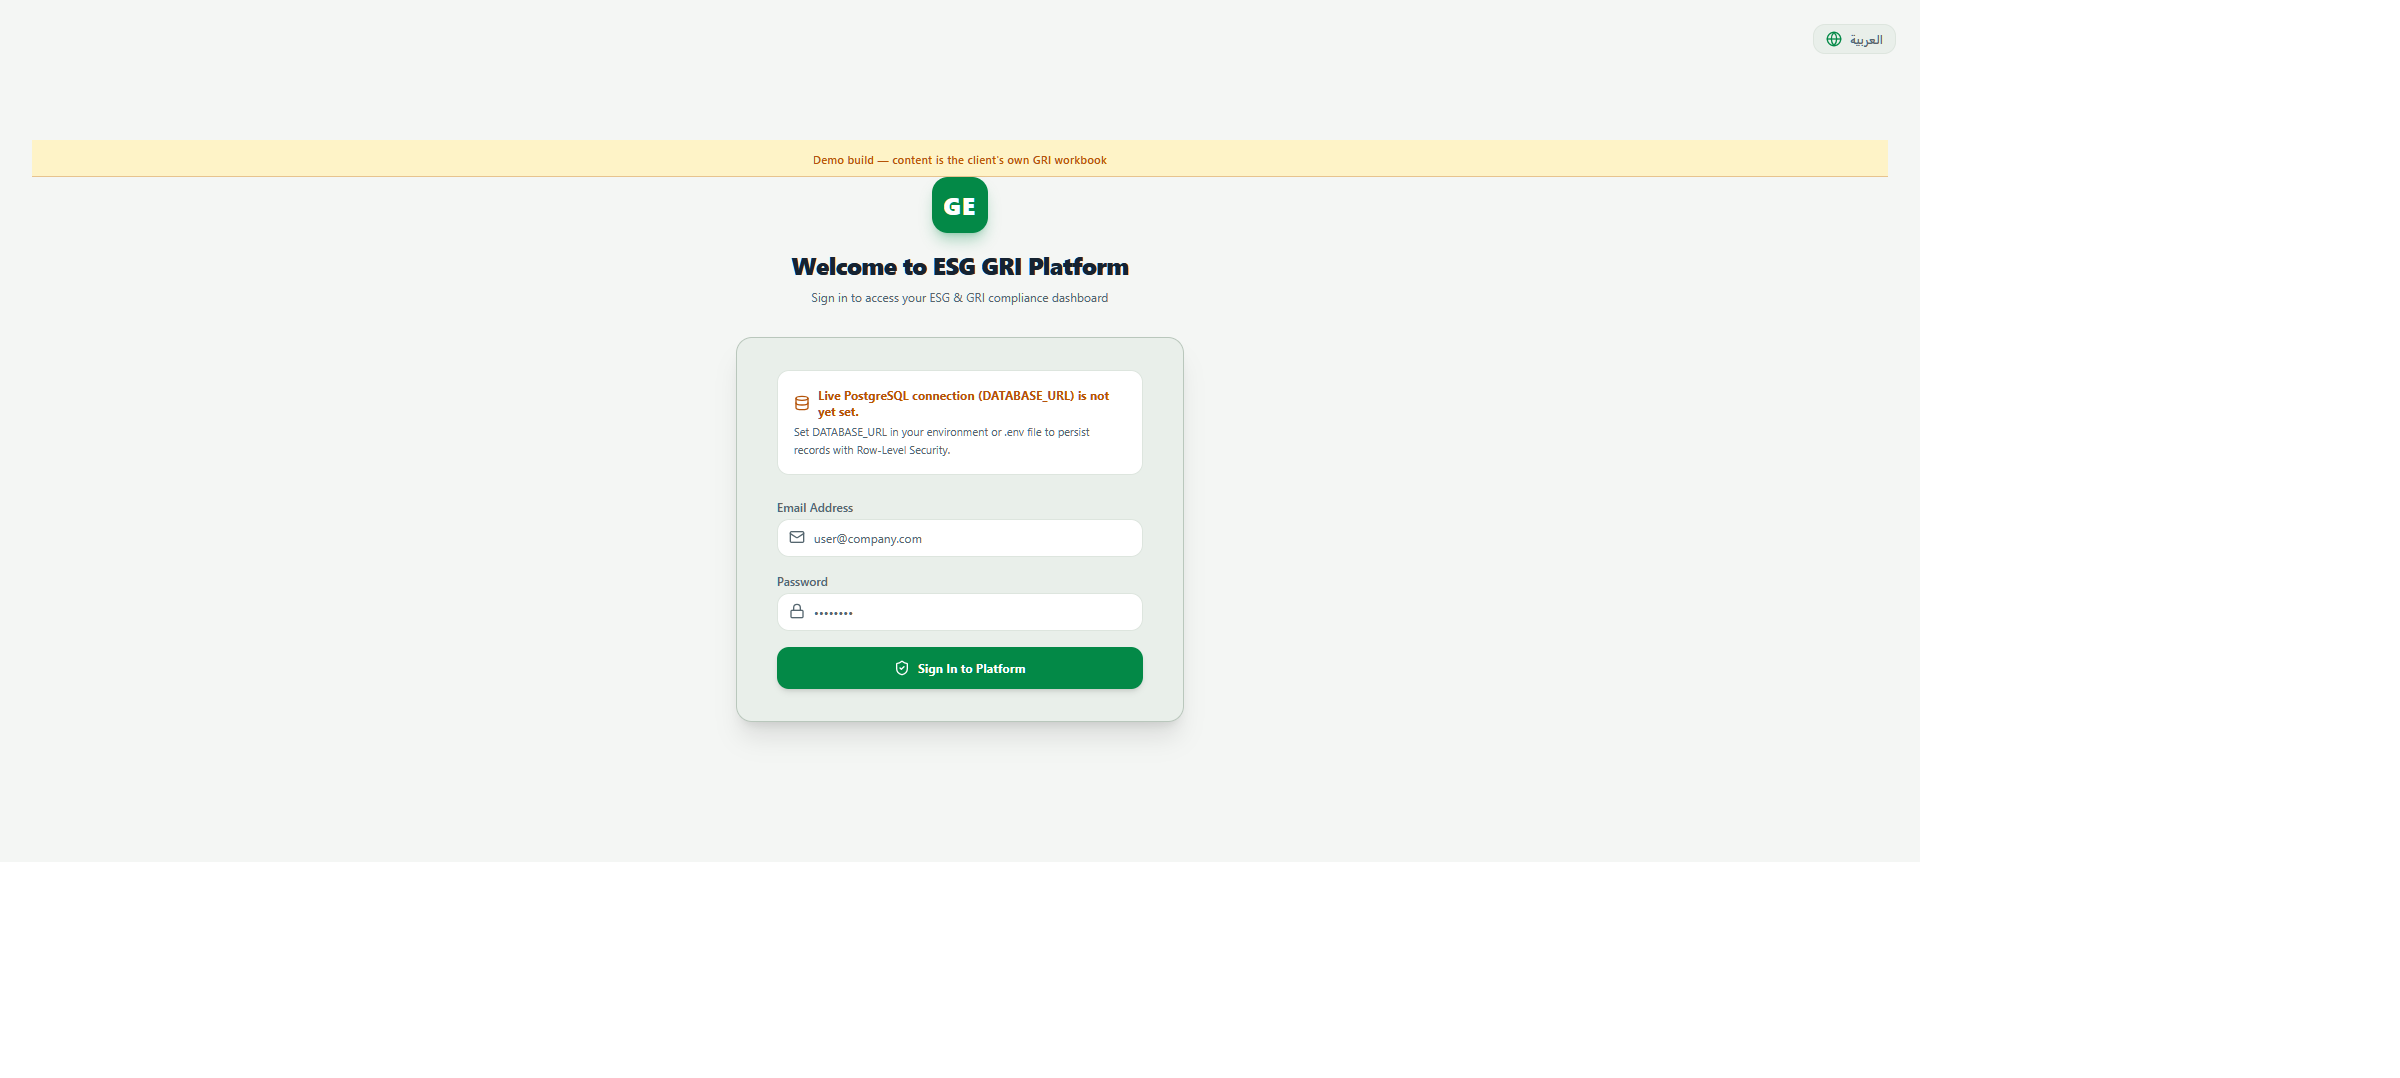 العربية
Demo build — content is the client's own GRI workbook
GE
Welcome to ESG GRI Platform
Sign in to access your ESG & GRI compliance dashboard
Live PostgreSQL connection (DATABASE_URL) is not
yet set.
Set DATABASE_URL in your environment or .env file to persist
records with Row-Level Security.
Email Address
user@company.com
Password
••••••••
Sign In to Platform